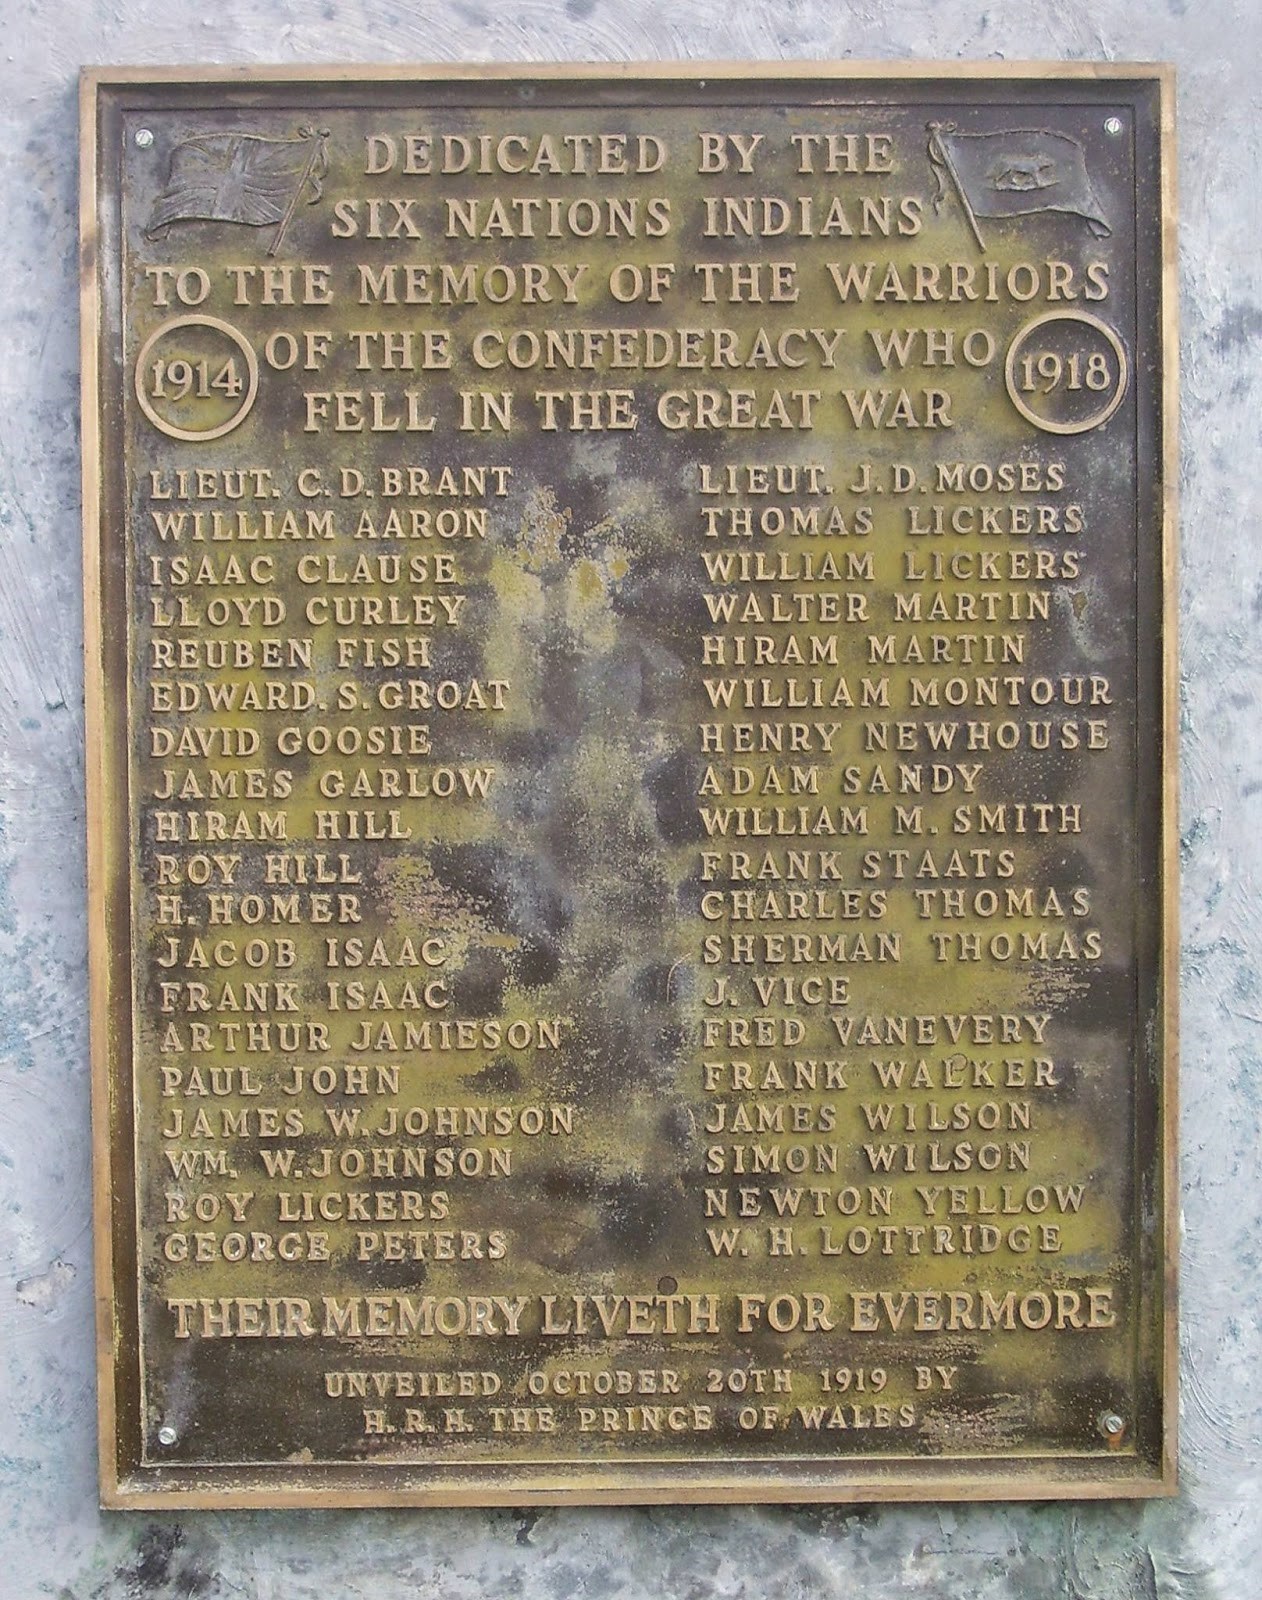 DEDICATED BY THE
SIX NATIONS INDIANS
TO THE MEMORY OF THE WARRIORS
OF THE CONFEDERACY WHO
1914
1918
FELL IN THE GREAT WAR
LIEUT. C. D. BRANT
WILLIAM AARON
ISAAC CLAUSE
LLOYD CURLEY
REUBEN FISH
EDWARD. S. GROAT
DAVID GOOSIE
JAMES GARLOW
HIRAM HILL
ROY HILL
H. HOMER
JACOB ISAAC
FRANK ISAAC
ARTHUR JAMIESON
PAUL JOHN
JAMES W. JOHNSON
WM. W. JOHNSON
ROY LICKERS
GEORGE PETERS
LIEUT. J. D. MOSES
THOMAS LICKERS
WILLIAM LICKERS
WALTER MARTIN
HIRAM MARTIN
WILLIAM MONTOUR
HENRY NEWHOUSE
ADAM SANDY
WILLIAM M. SMITH
FRANK STAATS
CHARLES THOMAS
SHERMAN THOMAS
J. VICE
FRED VANEVERY
FRANK WALKER
JAMES WILSON
SIMON WILSON
NEWTON YELLOW
W. H. LOTTRIDGE
THEIR MEMORY LIVETH FOR EVERMORE
UNVEILED OCTOBER 20TH 1919 BY
H. R. H. THE PRINCE OF WALES